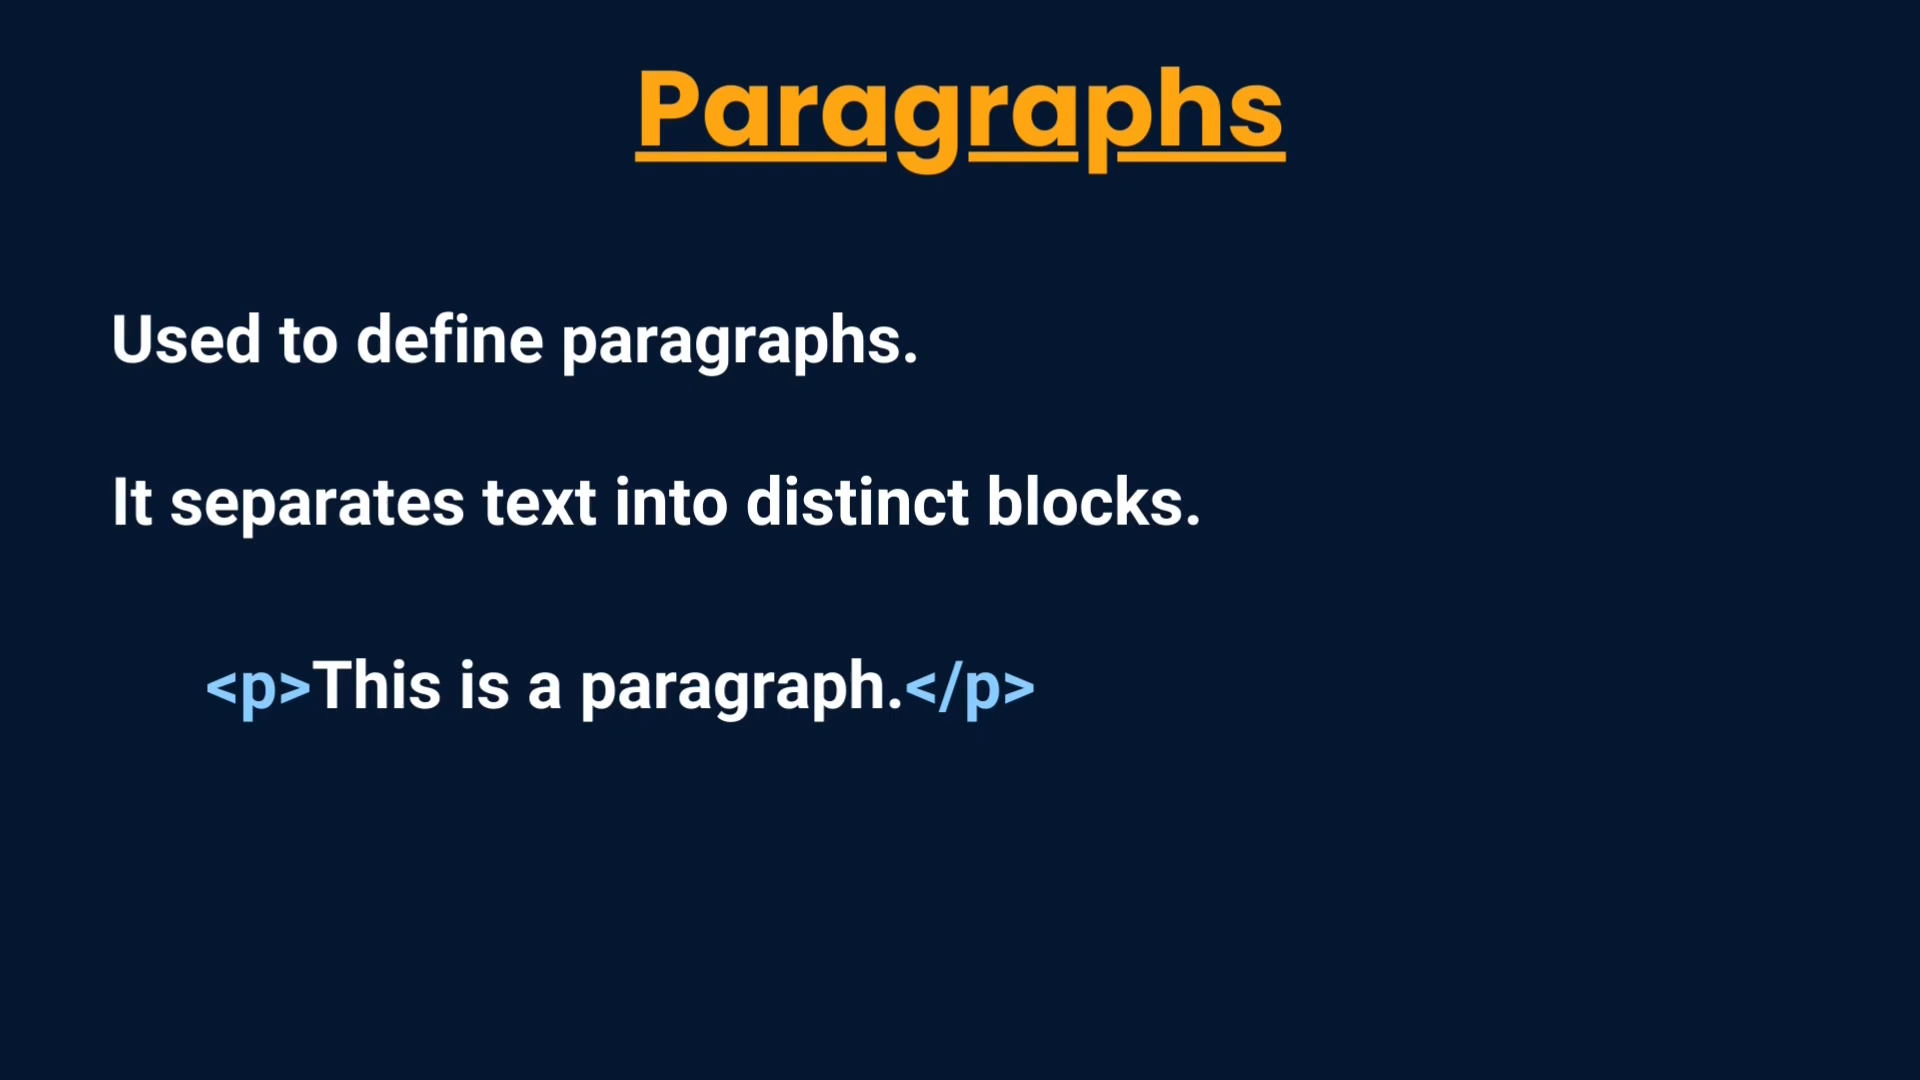 Paragraphs
Used to define paragraphs.
It separates text into distinct blocks.
<p>This is a paragraph.</p>